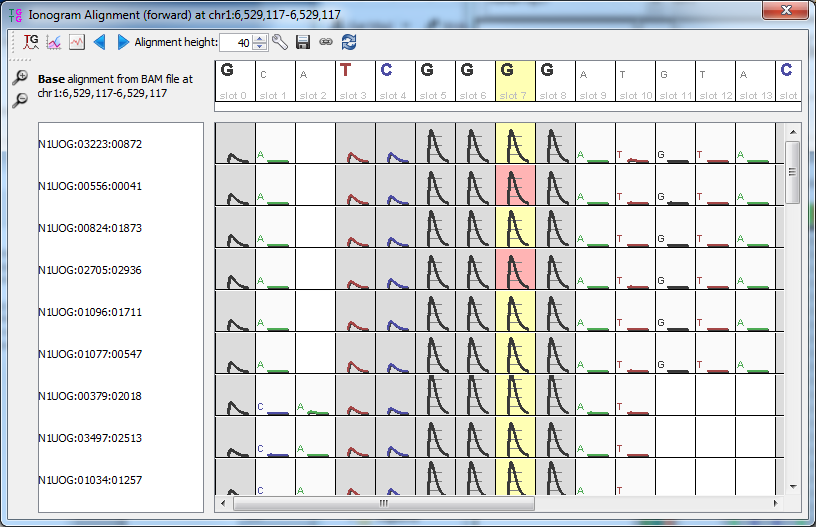 Ionogram Alignment (forward) at chr1:6,529,117-6,529,117
TG Alignment height: 40
Base alignment from BAM file at
chr1:6,529,117-6,529,117
G C A T C G G G G A T G T A C
slot 0 slot 1 slot 2 slot 3 slot 4 slot 5 slot 6 slot 7 slot 8 slot 9 slot 10 slot 11 slot 12 slot 13 slot
N1UOG:03223:00872 A A T G T A
N1UOG:00556:00041 A A T G T A
N1UOG:00824:01873 A A T G T A
N1UOG:02705:02936 A A T G T A
N1UOG:01096:01711 A A T G T A
N1UOG:01077:00547 A A T G T A
N1UOG:00379:02018 C A A T
N1UOG:03497:02513 C A A T
N1UOG:01034:01257 C A A T